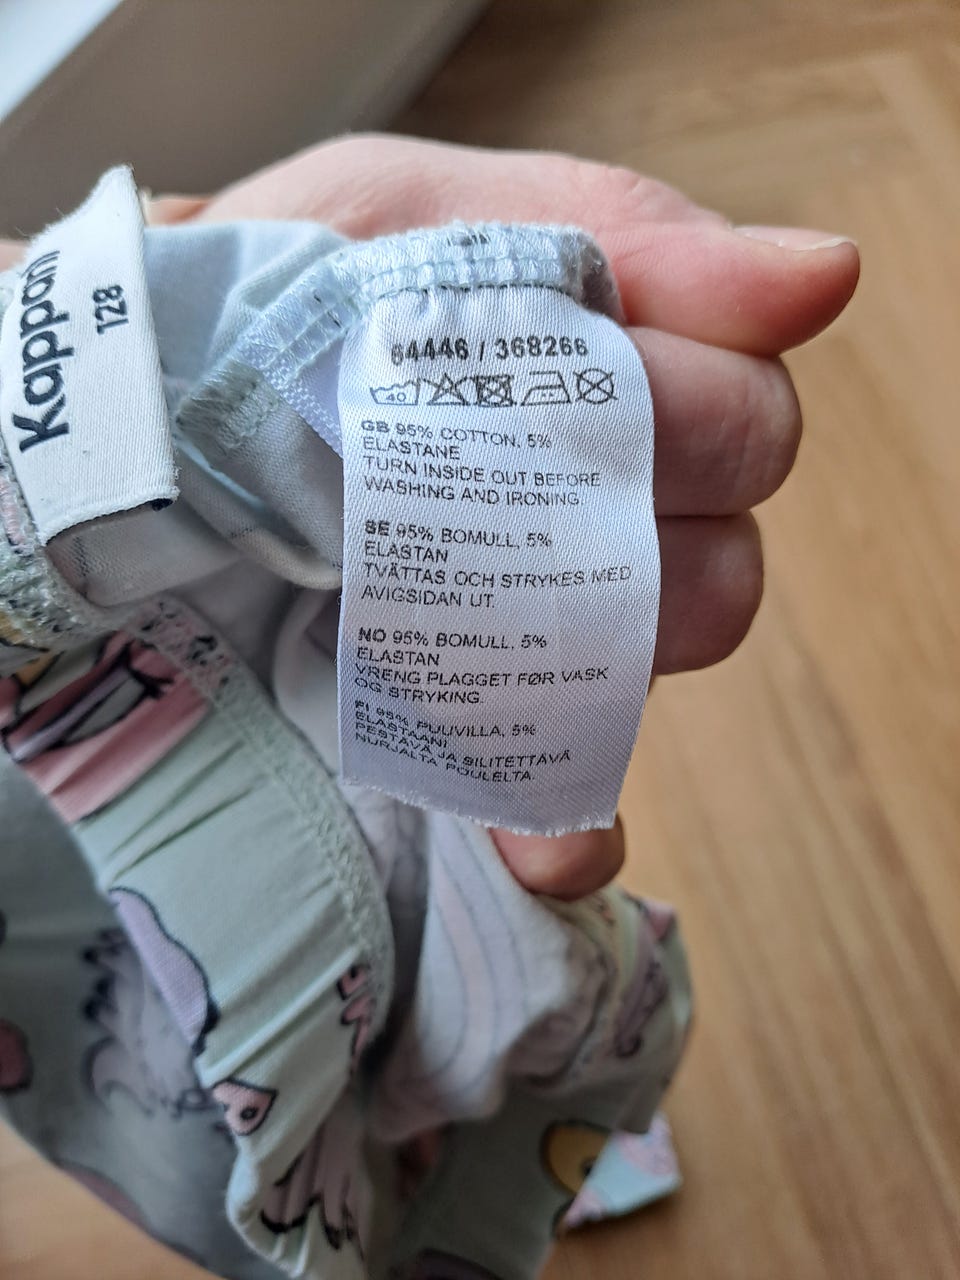 Kappahl
128
64446 / 368266
40
GB 95% COTTON, 5%
ELASTANE
TURN INSIDE OUT BEFORE
WASHING AND IRONING.
SE 95% BOMULL, 5%
ELASTAN
TVÄTTAS OCH STRYKES MED
AVIGSIDAN UT.
NO 95% BOMULL, 5%
ELASTAN
VRENG PLAGGET FØR VASK
OG STRYKING.
FI 95% PUUVILLA, 5%
ELASTAANI
PESTÄVÄ JA SILITETTÄVÄ
NURJALTA POULELTA.